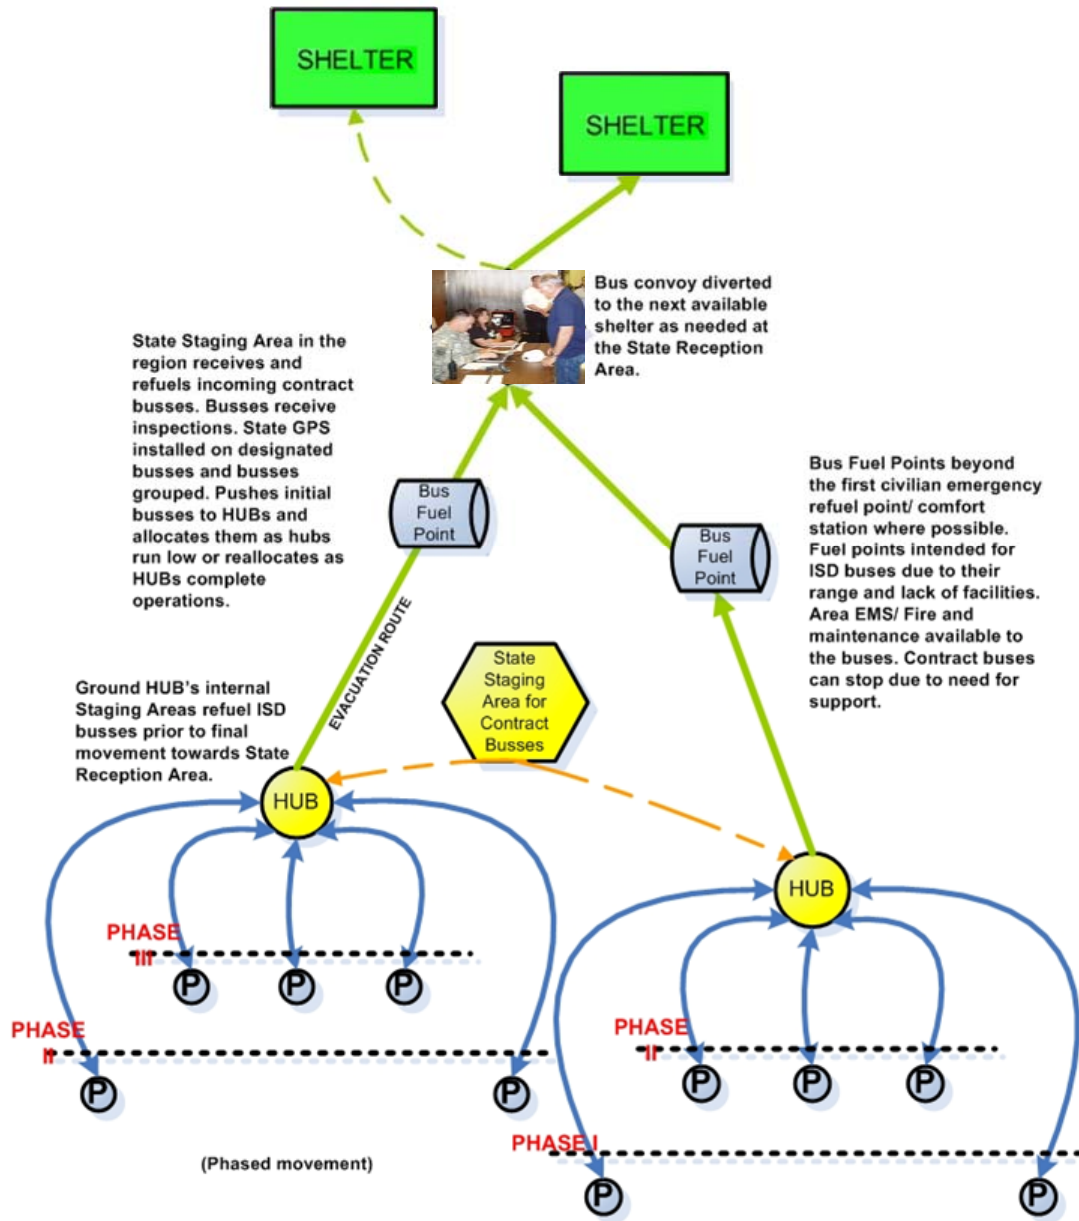 SHELTER
SHELTER
Bus convoy diverted
to the next available
shelter as needed at
the State Reception
Area.
State Staging Area in the
region receives and
refuels incoming contract
busses. Busses receive
inspections. State GPS
installed on designated
busses and busses
grouped. Pushes initial
busses to HUBs and
allocates them as hubs
run low or reallocates as
HUBs complete
operations.
Bus
Fuel
Point
Bus
Fuel
Point
Bus Fuel Points beyond
the first civilian emergency
refuel point/ comfort
station where possible.
Fuel points intended for
ISD buses due to their
range and lack of facilities.
Area EMS/ Fire and
maintenance available to
the buses. Contract buses
can stop due to need for
support.
EVACUATION ROUTE
State
Staging
Area for
Contract
Busses
Ground HUB's internal
Staging Areas refuel ISD
busses prior to final
movement towards State
Reception Area.
HUB
HUB
PHASE
III
P
P
P
PHASE
II
P
P
PHASE
II
P
P
P
PHASE I
P
P
(Phased movement)